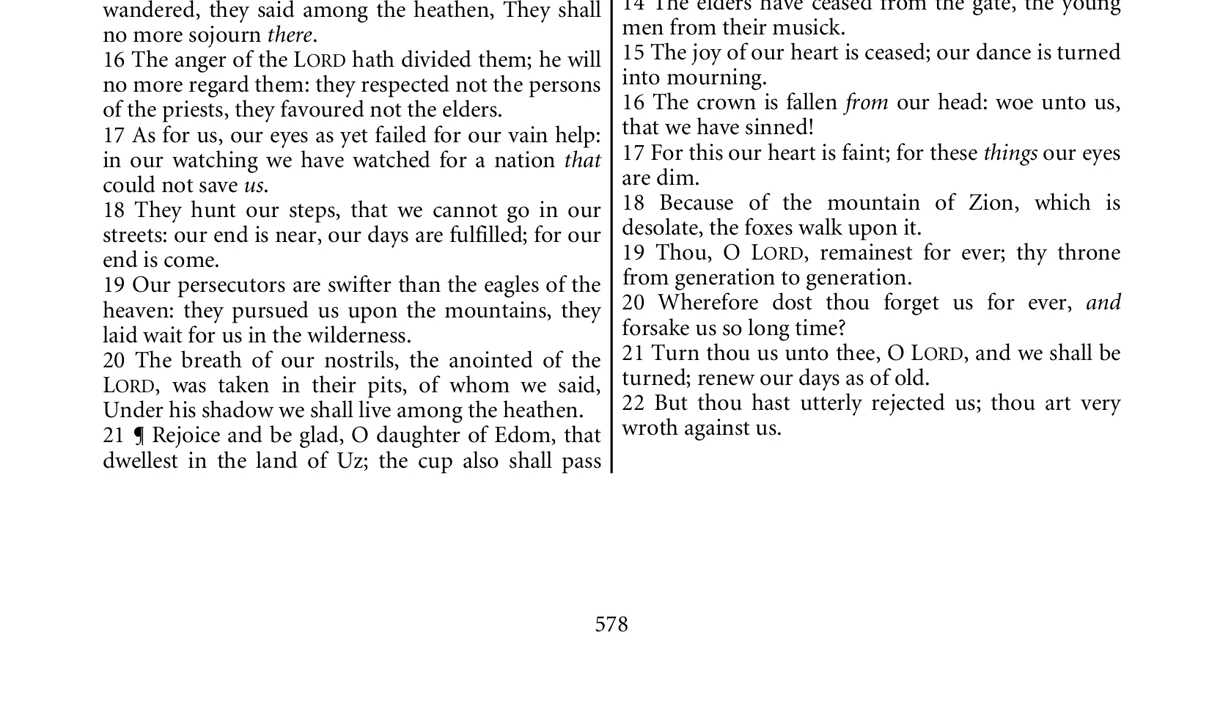 wandered, they said among the heathen, They shall
no more sojourn there.
16 The anger of the LORD hath divided them; he will
no more regard them: they respected not the persons
of the priests, they favoured not the elders.
17 As for us, our eyes as yet failed for our vain help:
in our watching we have watched for a nation that
could not save us.
18 They hunt our steps, that we cannot go in our
streets: our end is near, our days are fulfilled; for our
end is come.
19 Our persecutors are swifter than the eagles of the
heaven: they pursued us upon the mountains, they
laid wait for us in the wilderness.
20 The breath of our nostrils, the anointed of the
LORD, was taken in their pits, of whom we said,
Under his shadow we shall live among the heathen.
21 ¶ Rejoice and be glad, O daughter of Edom, that
dwellest in the land of Uz; the cup also shall pass
14 The elders have ceased from the gate, the young
men from their musick.
15 The joy of our heart is ceased; our dance is turned
into mourning.
16 The crown is fallen from our head: woe unto us,
that we have sinned!
17 For this our heart is faint; for these things our eyes
are dim.
18 Because of the mountain of Zion, which is
desolate, the foxes walk upon it.
19 Thou, O LORD, remainest for ever; thy throne
from generation to generation.
20 Wherefore dost thou forget us for ever, and
forsake us so long time?
21 Turn thou us unto thee, O LORD, and we shall be
turned; renew our days as of old.
22 But thou hast utterly rejected us; thou art very
wroth against us.
578